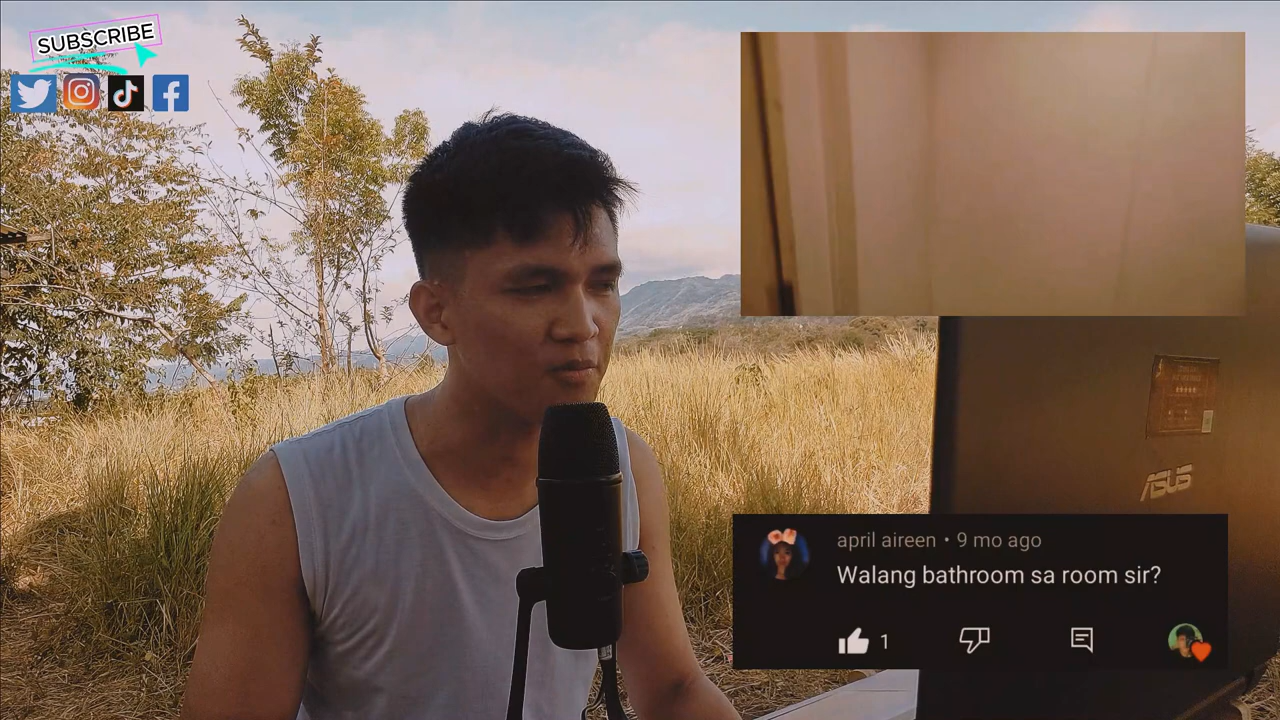 SUBSCRIBE
ASUS
april aireen • 9 mo ago
Walang bathroom sa room sir?
1